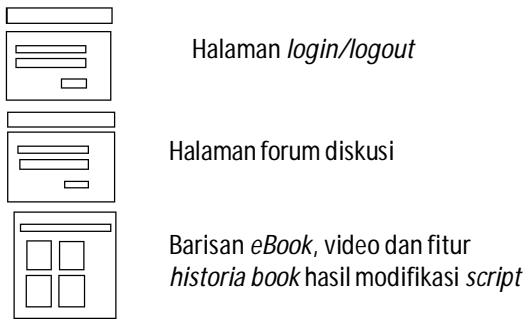 Halaman login/logout
Halaman forum diskusi
Barisan eBook, video dan fitur
historia book hasil modifikasi script